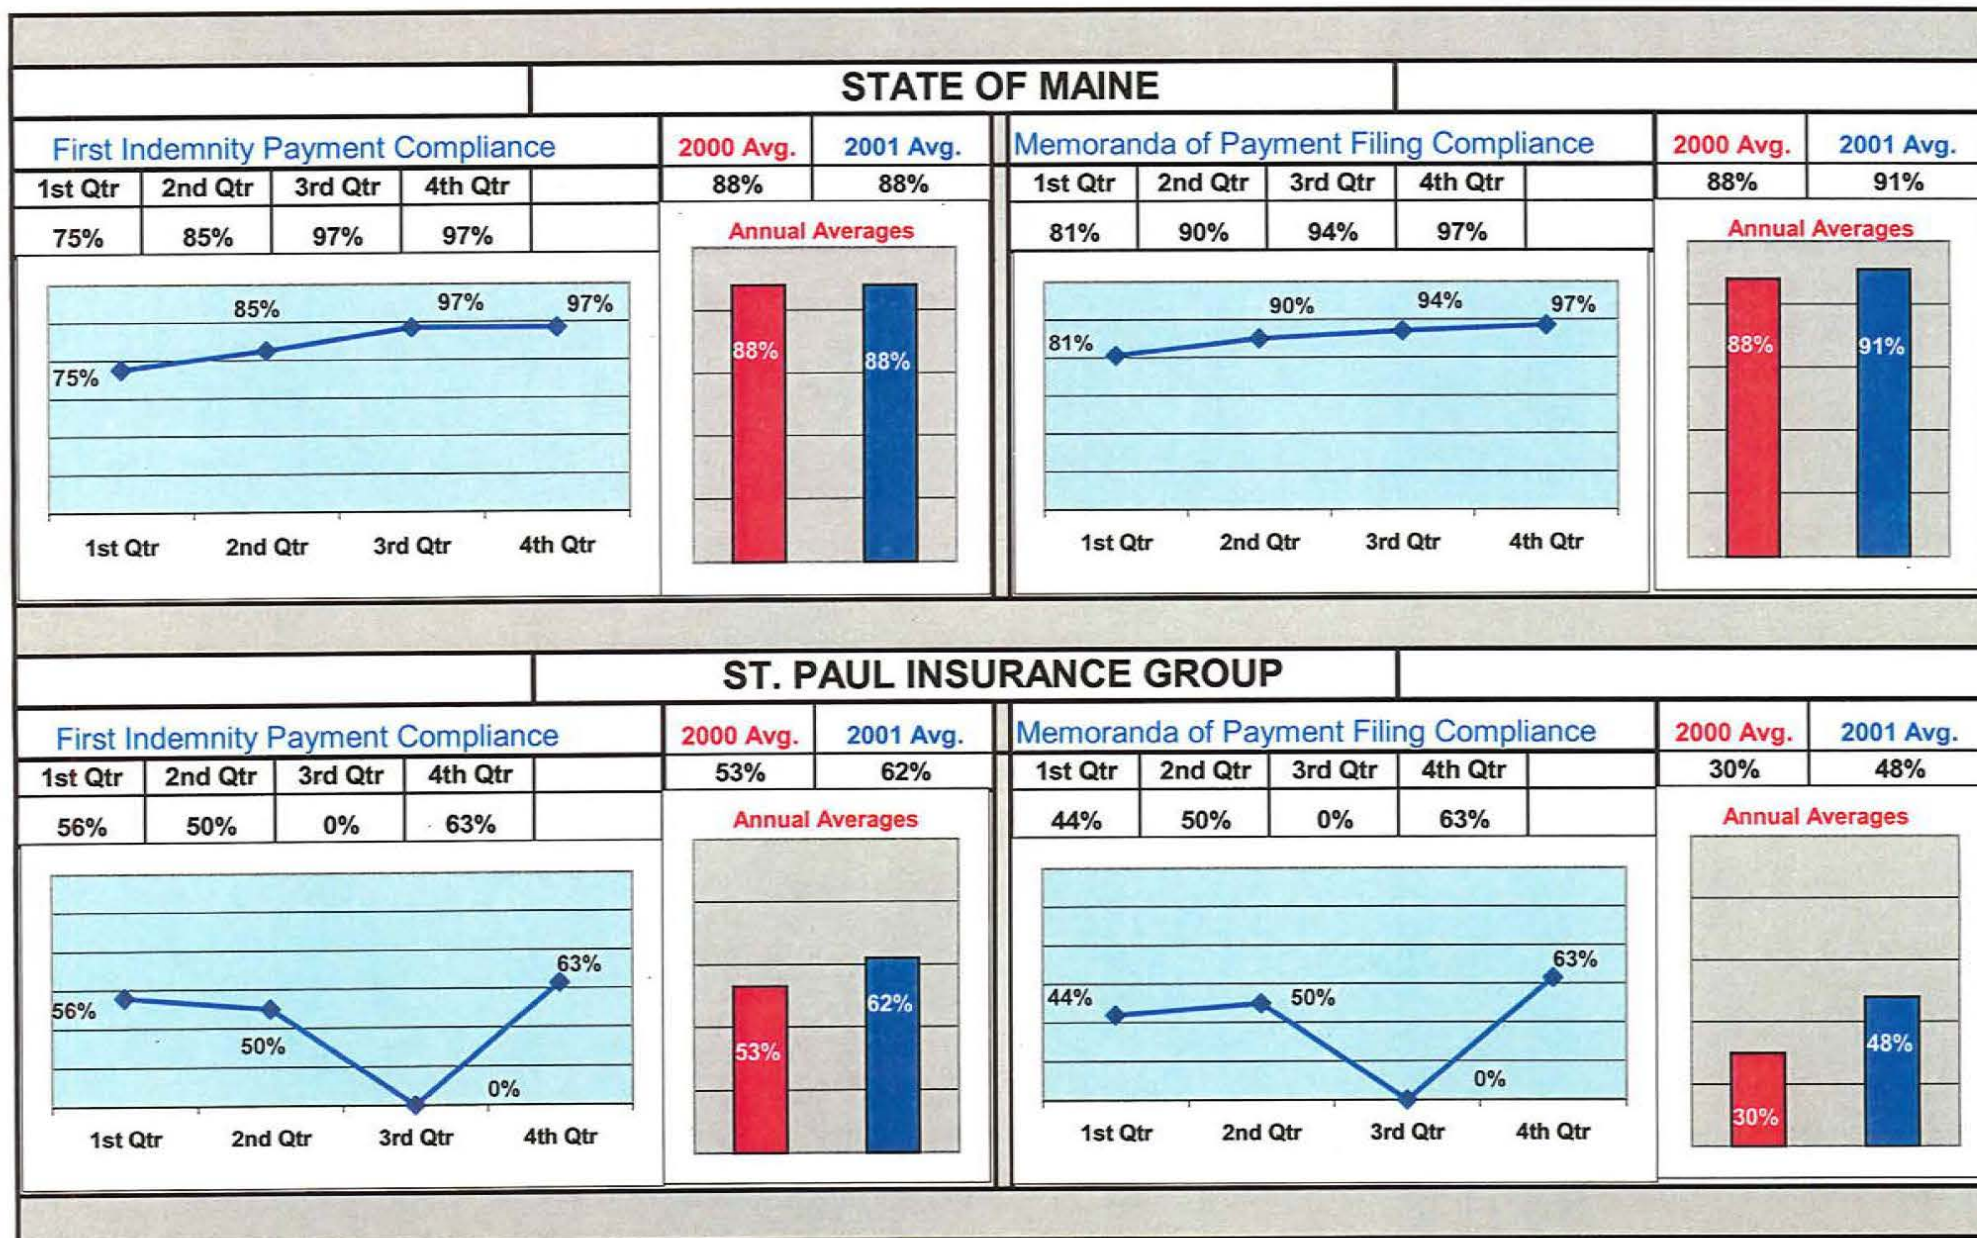 STATE OF MAINE
First Indemnity Payment Compliance 2000 Avg. 2001 Avg. Memoranda of Payment Filing Compliance 2000 Avg. 2001 Avg.
1st Qtr 2nd Qtr 3rd Qtr 4th Qtr 88% 88% 1st Qtr 2nd Qtr 3rd Qtr 4th Qtr 88% 91%
75% 85% 97% 97% Annual Averages 81% 90% 94% 97% Annual Averages
75% 85% 97% 97%
1st Qtr 2nd Qtr 3rd Qtr 4th Qtr
88% 88%
81% 90% 94% 97%
1st Qtr 2nd Qtr 3rd Qtr 4th Qtr
88% 91%
ST. PAUL INSURANCE GROUP
First Indemnity Payment Compliance 2000 Avg. 2001 Avg. Memoranda of Payment Filing Compliance 2000 Avg. 2001 Avg.
1st Qtr 2nd Qtr 3rd Qtr 4th Qtr 53% 62% 1st Qtr 2nd Qtr 3rd Qtr 4th Qtr 30% 48%
56% 50% 0% 63% Annual Averages 44% 50% 0% 63% Annual Averages
56% 50% 0% 63%
1st Qtr 2nd Qtr 3rd Qtr 4th Qtr
53% 62%
44% 50% 0% 63%
1st Qtr 2nd Qtr 3rd Qtr 4th Qtr
30% 48%